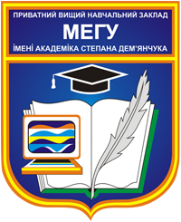 ПРИВАТНИЙ ВИЩИЙ НАВЧАЛЬНИЙ ЗАКЛАД
МЕГУ
ІМЕНІ АКАДЕМІКА СТЕПАНА ДЕМ'ЯНЧУКА